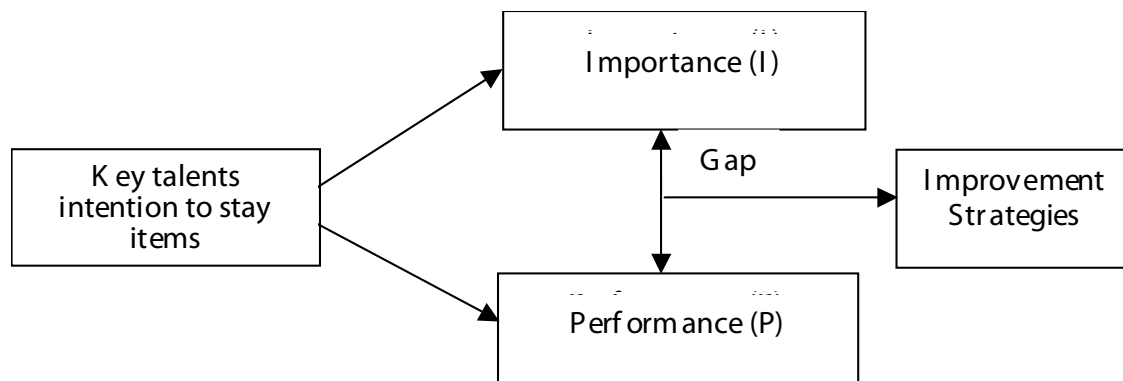 Importance (I)
Gap
Key talents
intention to stay
items
Improvement
Strategies
Performance (P)